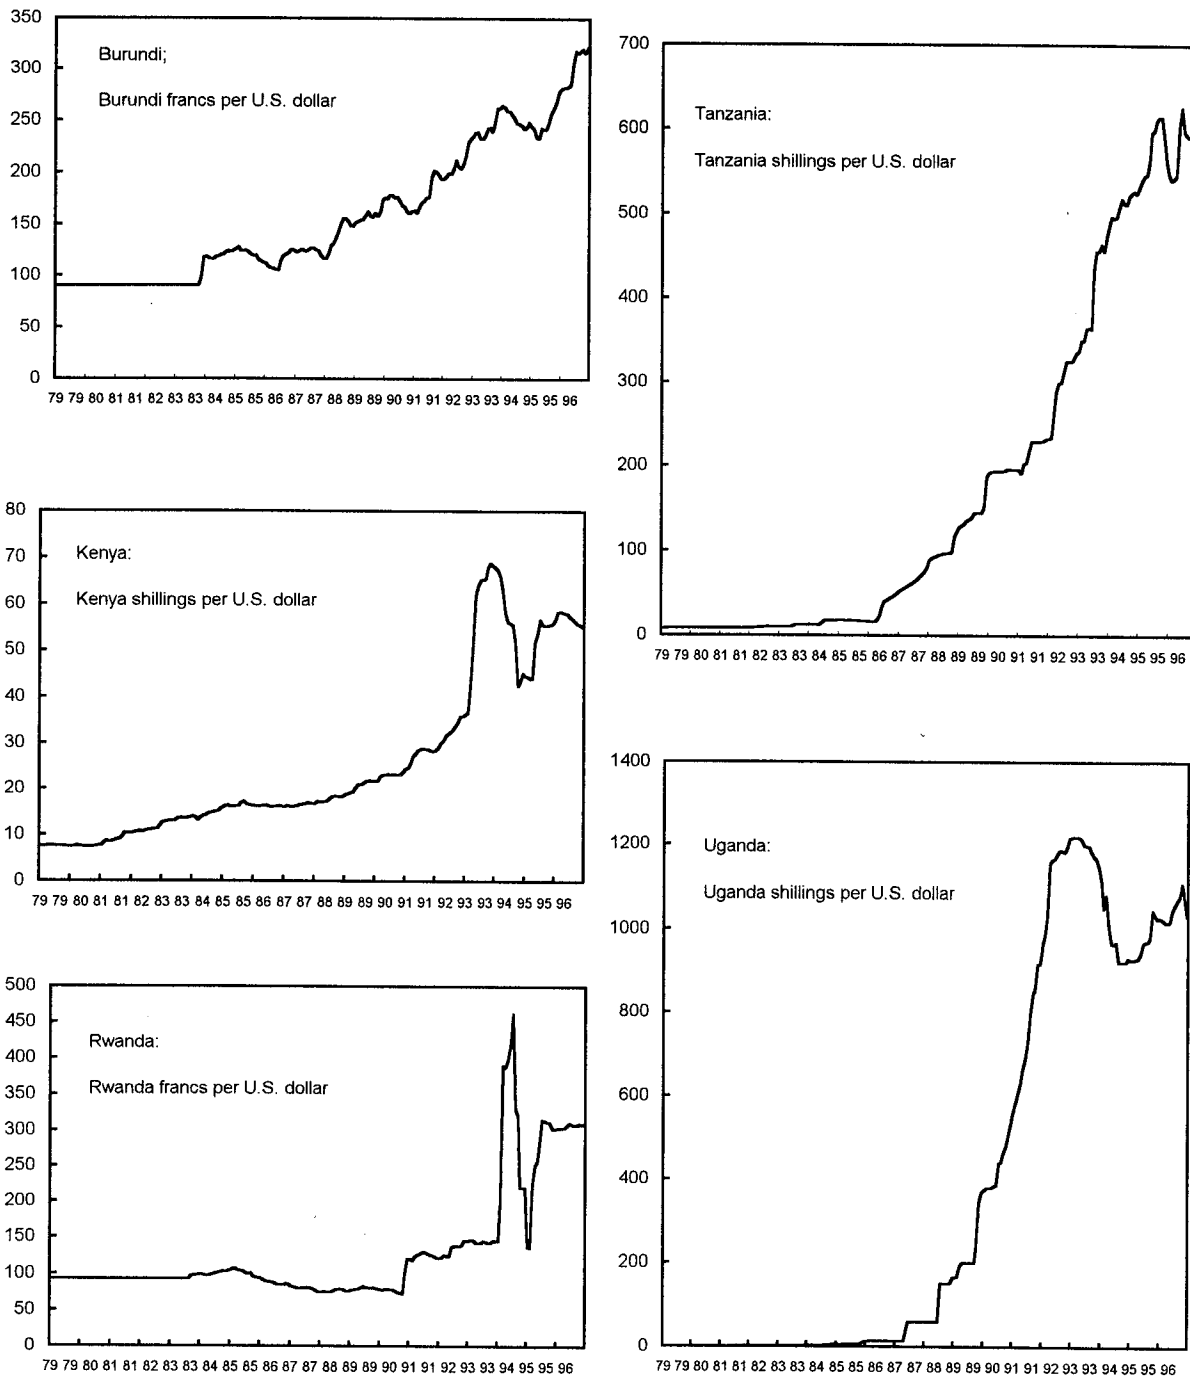 350
300
250
200
150
100
50
0
Burundi;
Burundi francs per U.S. dollar
79 79 80 81 81 82 83 83 84 85 85 86 87 87 88 89 89 90 91 91 92 93 93 94 95 95 96
80
70
60
50
40
30
20
10
0
Kenya:
Kenya shillings per U.S. dollar
79 79 80 81 81 82 83 83 84 85 85 86 87 87 88 89 89 90 91 91 92 93 93 94 95 95 96
500
450
400
350
300
250
200
150
100
50
0
Rwanda:
Rwanda francs per U.S. dollar
79 79 80 81 81 82 83 83 84 85 85 86 87 87 88 89 89 90 91 91 92 93 93 94 95 95 96
700
600
500
400
300
200
100
0
Tanzania:
Tanzania shillings per U.S. dollar
79 79 80 81 81 82 83 83 84 85 85 86 87 88 89 89 90 91 91 92 93 93 94 95 95 96
1400
1200
1000
800
600
400
200
0
Uganda:
Uganda shillings per U.S. dollar
79 79 80 81 81 82 83 83 84 85 85 86 87 88 89 89 90 91 91 92 93 93 94 95 95 96